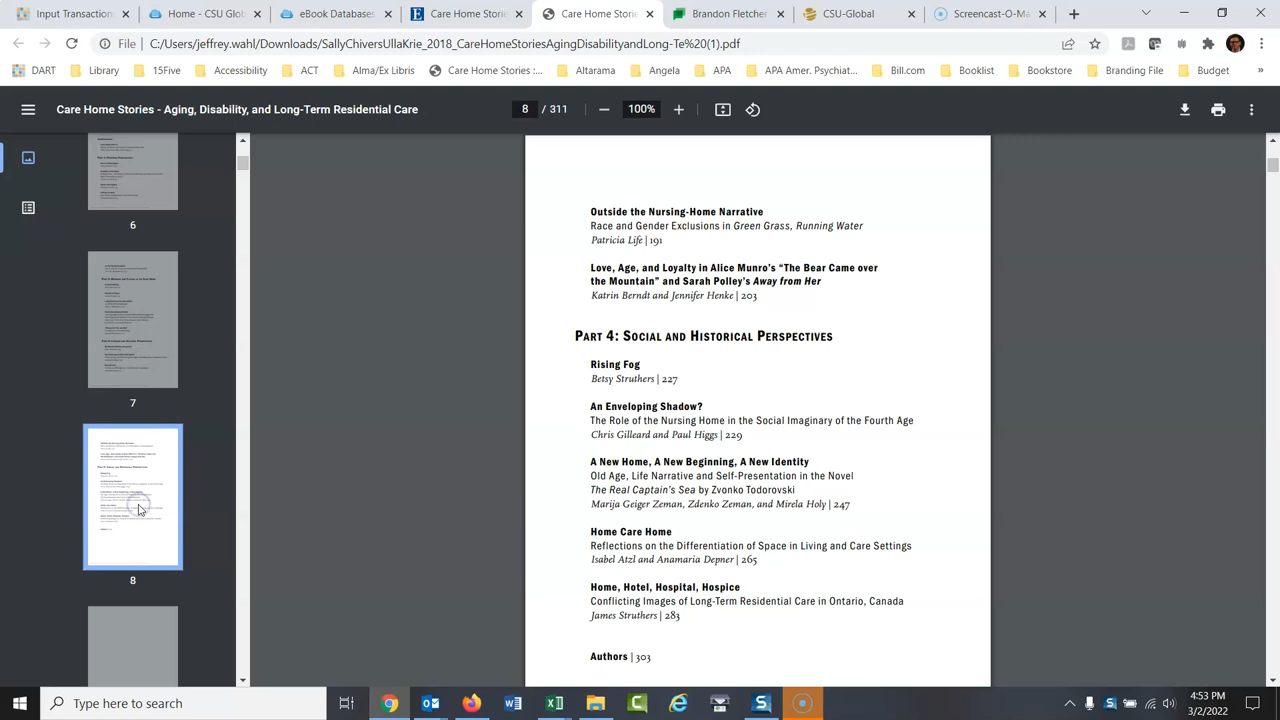 Input Transaction
Home - CSU Glo
eBook Databases
Care Home Storie
Care Home Storie
Brandon Fletcher
CSU-Global
Screencast-O-Ma
File | C:/Users/jeffrey.wahl/Downloads/SallyChiversUllaKrie_2018_CareHomeStoriesAgingDisabilityandLong-Te%20(1).pdf
DART
Library
15Five
Accessibility
ACT
Alma/Ex Libris
Care Home Stories :...
Altarama
Angela
APA
APA Amer. Psychiat...
Bill.com
Booklist
Bookstore
Branding File
Budget
»
Care Home Stories - Aging, Disability, and Long-Term Residential Care
8 / 311
100%
6
7
8
Outside the Nursing-Home Narrative
Race and Gender Exclusions in Green Grass, Running Water
Patricia Life | 191
Love, Age, and Loyalty in Alice Munro's “The Bear Came over
the Mountain” and Sarah Polley's Away from Her
Katrin Berndt and Jennifer Henke | 203
Part 4: Social and Historical Perspectives
Rising Fog
Betsy Struthers | 227
An Enveloping Shadow?
The Role of the Nursing Home in the Social Imaginary of the Fourth Age
Chris Gilleard and Paul Higgs | 229
A New Home, A New Beginning, A New Identity
Old Age, Life Narrative and Self-Presentation in the Novel
The Real Captain's Sea by Zvonko Todorovski
Marija Geiger Zeman, Zdenko Zeman, and Mirela Holy | 247
Home Care Home
Reflections on the Differentiation of Space in Living and Care Settings
Isabel Atzl and Anamaria Depner | 265
Home, Hotel, Hospital, Hospice
Conflicting Images of Long-Term Residential Care in Ontario, Canada
James Struthers | 283
Authors | 303
Type here to search
4:53 PM
3/2/2022